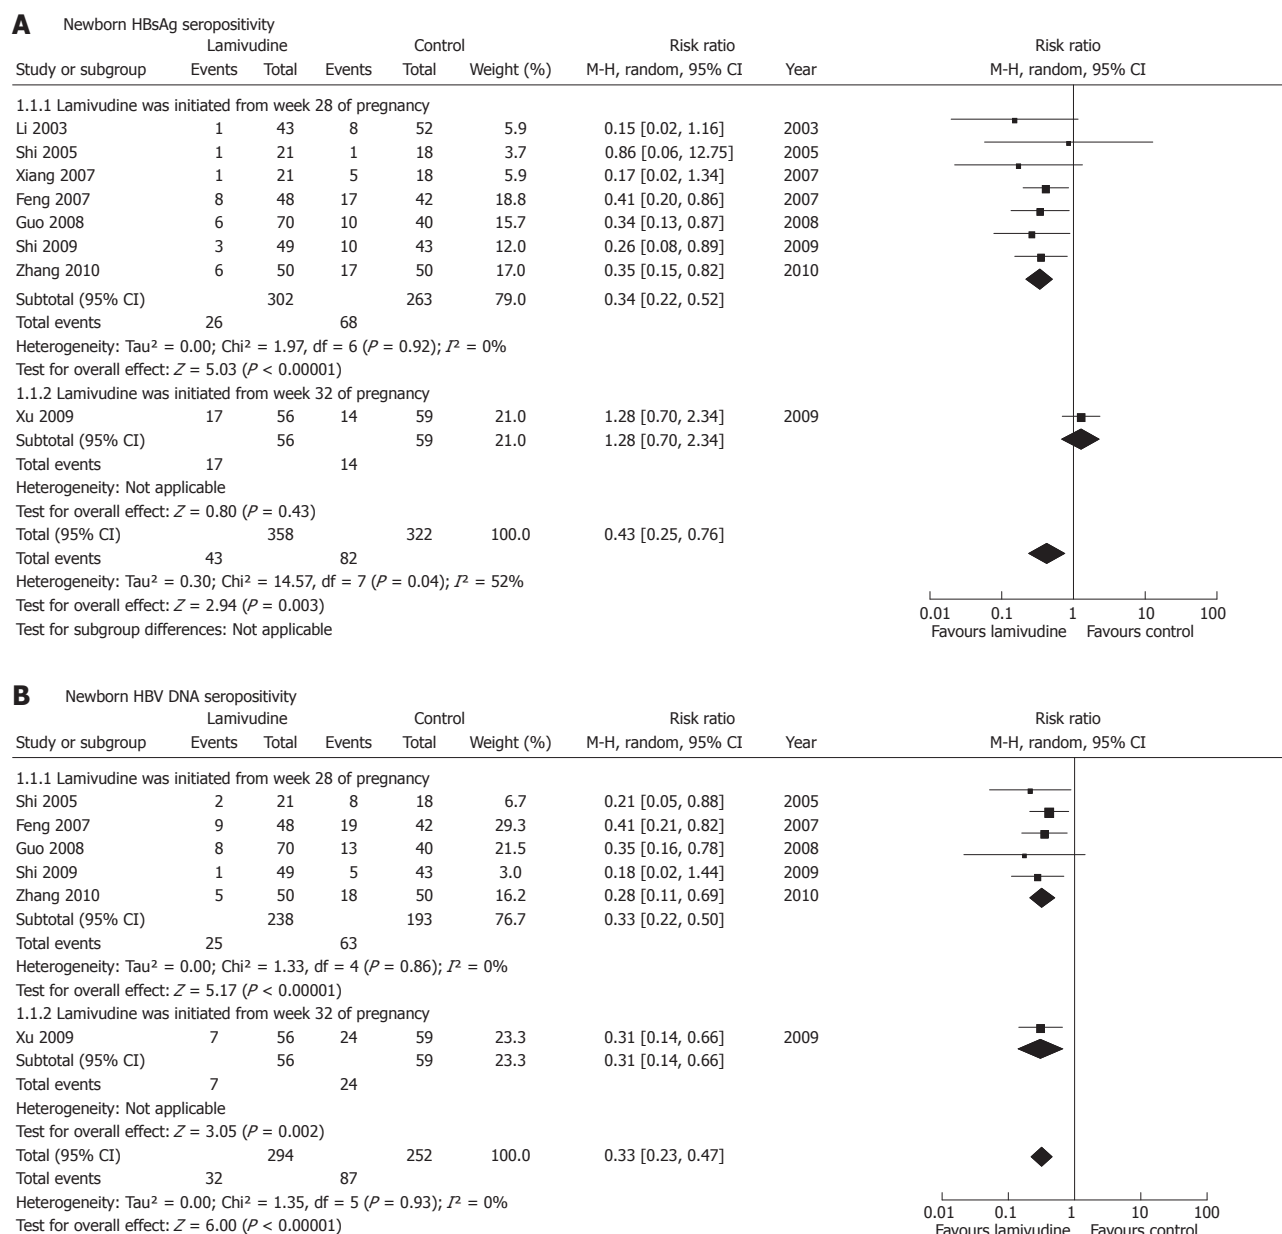 A Newborn HBsAg seropositivity
Lamivudine Control Risk ratio Risk ratio
Study or subgroup Events Total Events Total Weight (%) M-H, random, 95% CI Year M-H, random, 95% CI
1.1.1 Lamivudine was initiated from week 28 of pregnancy
Li 2003 1 43 8 52 5.9 0.15 [0.02, 1.16] 2003
Shi 2005 1 21 1 18 3.7 0.86 [0.06, 12.75] 2005
Xiang 2007 1 21 5 18 5.9 0.17 [0.02, 1.34] 2007
Feng 2007 8 48 17 42 18.8 0.41 [0.20, 0.86] 2007
Guo 2008 6 70 10 40 15.7 0.34 [0.13, 0.87] 2008
Shi 2009 3 49 10 43 12.0 0.26 [0.08, 0.89] 2009
Zhang 2010 6 50 17 50 17.0 0.35 [0.15, 0.82] 2010
Subtotal (95% CI) 302 263 79.0 0.34 [0.22, 0.52]
Total events 26 68
Heterogeneity: Tau² = 0.00; Chi² = 1.97, df = 6 (P = 0.92); I² = 0%
Test for overall effect: Z = 5.03 (P < 0.00001)
1.1.2 Lamivudine was initiated from week 32 of pregnancy
Xu 2009 17 56 14 59 21.0 1.28 [0.70, 2.34] 2009
Subtotal (95% CI) 56 59 21.0 1.28 [0.70, 2.34]
Total events 17 14
Heterogeneity: Not applicable
Test for overall effect: Z = 0.80 (P = 0.43)
Total (95% CI) 358 322 100.0 0.43 [0.25, 0.76]
Total events 43 82
Heterogeneity: Tau² = 0.30; Chi² = 14.57, df = 7 (P = 0.04); I² = 52%
Test for overall effect: Z = 2.94 (P = 0.003)
0.01 0.1 1 10 100
Test for subgroup differences: Not applicable
Favours lamivudine Favours control
B Newborn HBV DNA seropositivity
Lamivudine Control Risk ratio Risk ratio
Study or subgroup Events Total Events Total Weight (%) M-H, random, 95% CI Year M-H, random, 95% CI
1.1.1 Lamivudine was initiated from week 28 of pregnancy
Shi 2005 2 21 8 18 6.7 0.21 [0.05, 0.88] 2005
Feng 2007 9 48 19 42 29.3 0.41 [0.21, 0.82] 2007
Guo 2008 8 70 13 40 21.5 0.35 [0.16, 0.78] 2008
Shi 2009 1 49 5 43 3.0 0.18 [0.02, 1.44] 2009
Zhang 2010 5 50 18 50 16.2 0.28 [0.11, 0.69] 2010
Subtotal (95% CI) 238 193 76.7 0.33 [0.22, 0.50]
Total events 25 63
Heterogeneity: Tau² = 0.00; Chi² = 1.33, df = 4 (P = 0.86); I² = 0%
Test for overall effect: Z = 5.17 (P < 0.00001)
1.1.2 Lamivudine was initiated from week 32 of pregnancy
Xu 2009 7 56 24 59 23.3 0.31 [0.14, 0.66] 2009
Subtotal (95% CI) 56 59 23.3 0.31 [0.14, 0.66]
Total events 7 24
Heterogeneity: Not applicable
Test for overall effect: Z = 3.05 (P = 0.002)
Total (95% CI) 294 252 100.0 0.33 [0.23, 0.47]
Total events 32 87
Heterogeneity: Tau² = 0.00; Chi² = 1.35, df = 5 (P = 0.93); I² = 0%
0.01 0.1 1 10 100
Test for overall effect: Z = 6.00 (P < 0.00001)
Favours lamivudine Favours control